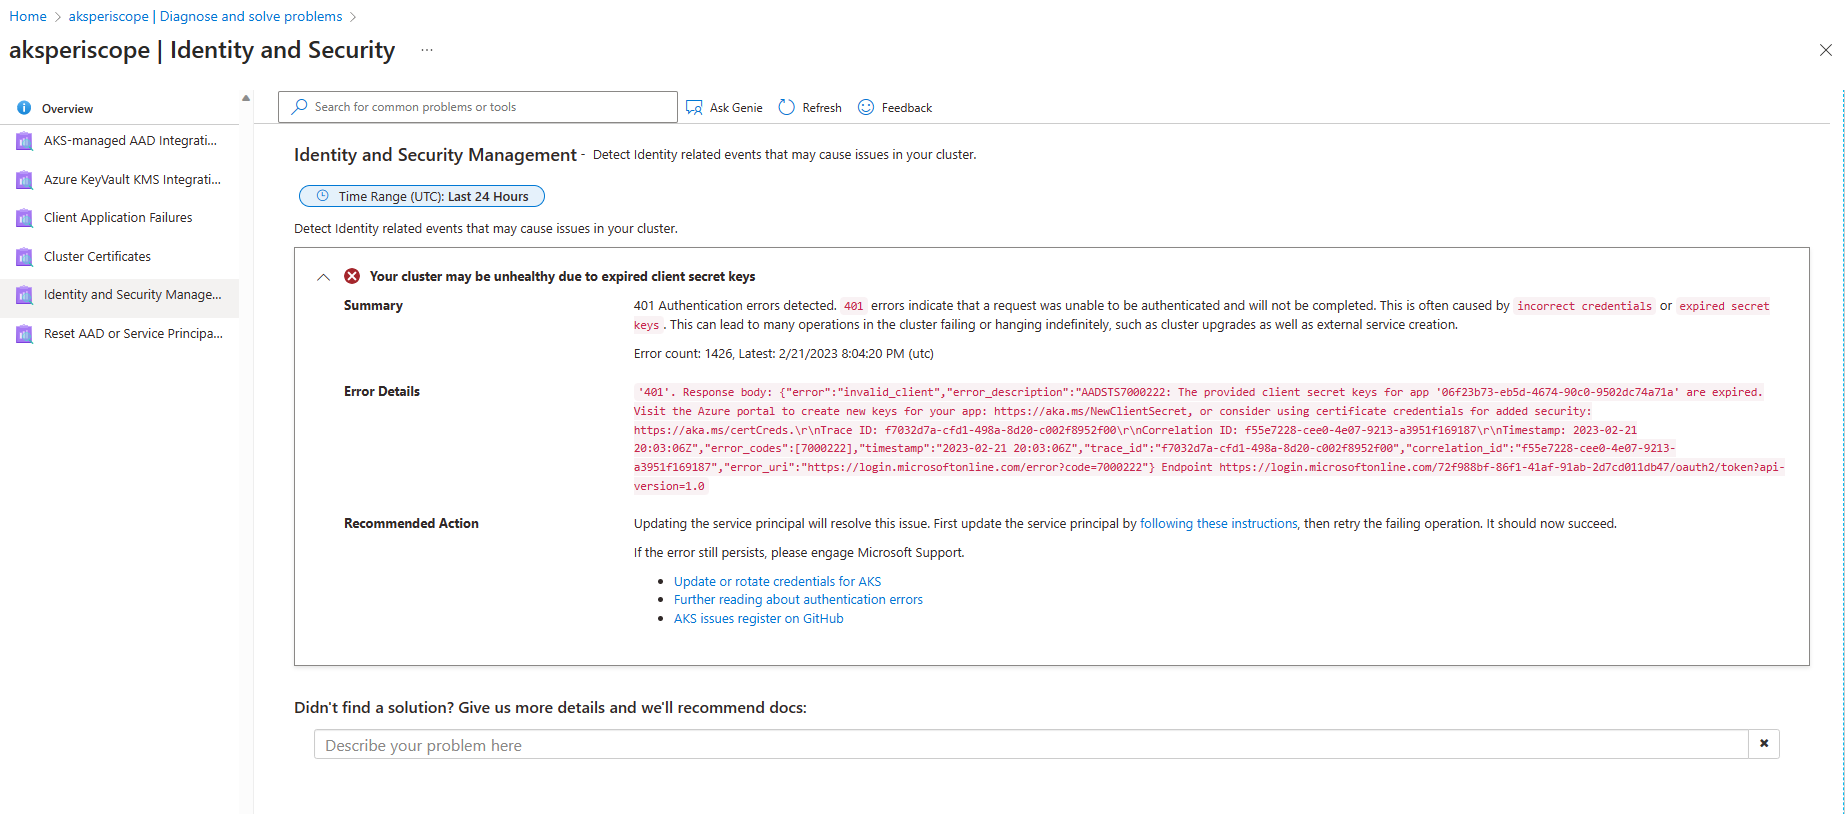 Home > aksperiscope | Diagnose and solve problems >
aksperiscope | Identity and Security ...
Overview
AKS-managed AAD Integrati...
Azure KeyVault KMS Integrati...
Client Application Failures
Cluster Certificates
Identity and Security Manage...
Reset AAD or Service Principa...
Search for common problems or tools
Ask Genie
Refresh
Feedback
Identity and Security Management - Detect Identity related events that may cause issues in your cluster.
Time Range (UTC): Last 24 Hours
Detect Identity related events that may cause issues in your cluster.
Your cluster may be unhealthy due to expired client secret keys
Summary
401 Authentication errors detected. 401 errors indicate that a request was unable to be authenticated and will not be completed. This is often caused by incorrect credentials or expired secret
keys. This can lead to many operations in the cluster failing or hanging indefinitely, such as cluster upgrades as well as external service creation.
Error count: 1426, Latest: 2/21/2023 8:04:20 PM (utc)
Error Details
'401'. Response body: {"error":"invalid_client","error_description":"AADSTS7000222: The provided client secret keys for app '06f23b73-eb5d-4674-90c0-9502dc74a71a' are expired.
Visit the Azure portal to create new keys for your app: https://aka.ms/NewClientSecret, or consider using certificate credentials for added security:
https://aka.ms/certCreds.\r\nTrace ID: f7032d7a-cfd1-498a-8d20-c002f8952f00\r\nCorrelation ID: f55e7228-cee0-4e07-9213-a3951f169187\r\nTimestamp: 2023-02-21
20:03:06Z","error_codes":[7000222],"timestamp":"2023-02-21 20:03:06Z","trace_id":"f7032d7a-cfd1-498a-8d20-c002f8952f00","correlation_id":"f55e7228-cee0-4e07-9213-
a3951f169187","error_uri":"https://login.microsoftonline.com/error?code=7000222"} Endpoint https://login.microsoftonline.com/72f988bf-86f1-41af-91ab-2d7cd011db47/oauth2/token?api-
version=1.0
Recommended Action
Updating the service principal will resolve this issue. First update the service principal by following these instructions, then retry the failing operation. It should now succeed.
If the error still persists, please engage Microsoft Support.
• Update or rotate credentials for AKS
• Further reading about authentication errors
• AKS issues register on GitHub
Didn't find a solution? Give us more details and we'll recommend docs:
Describe your problem here